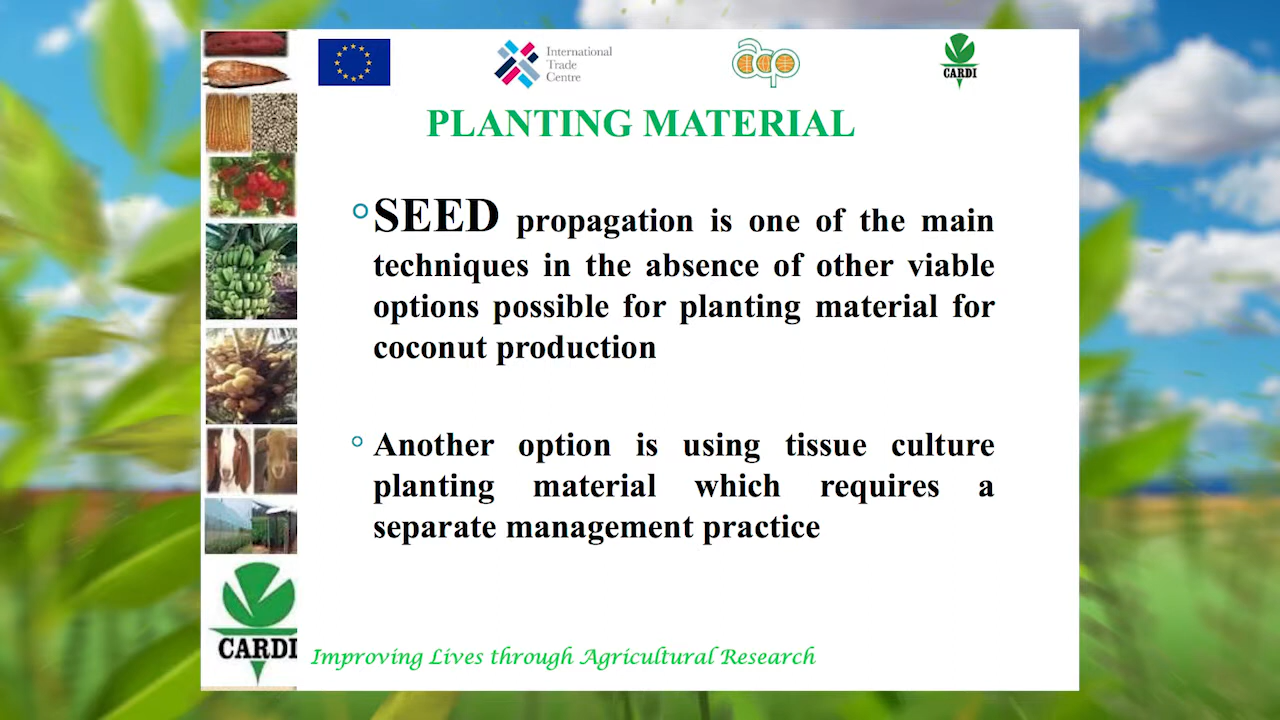 International
Trade
Centre
acp
CARDI
PLANTING MATERIAL
SEED propagation is one of the main
techniques in the absence of other viable
options possible for planting material for
coconut production
Another option is using tissue culture
planting material which requires a
separate management practice
CARDI
Improving Lives through Agricultural Research